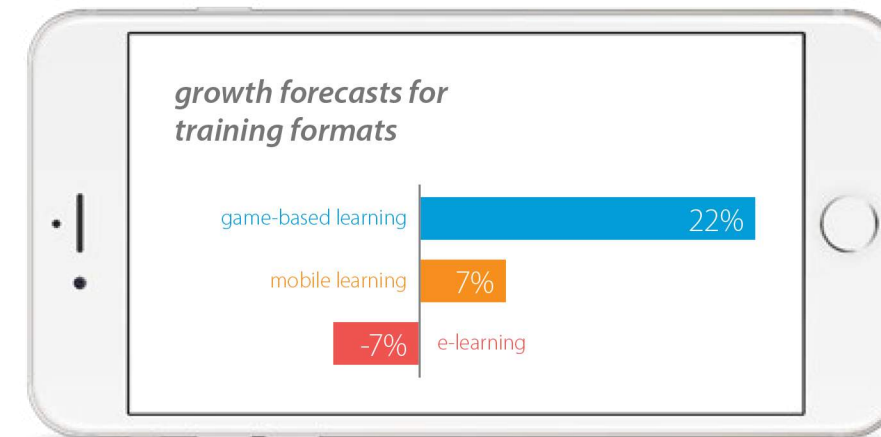 growth forecasts for
training formats
game-based learning 22%
mobile learning 7%
-7% e-learning